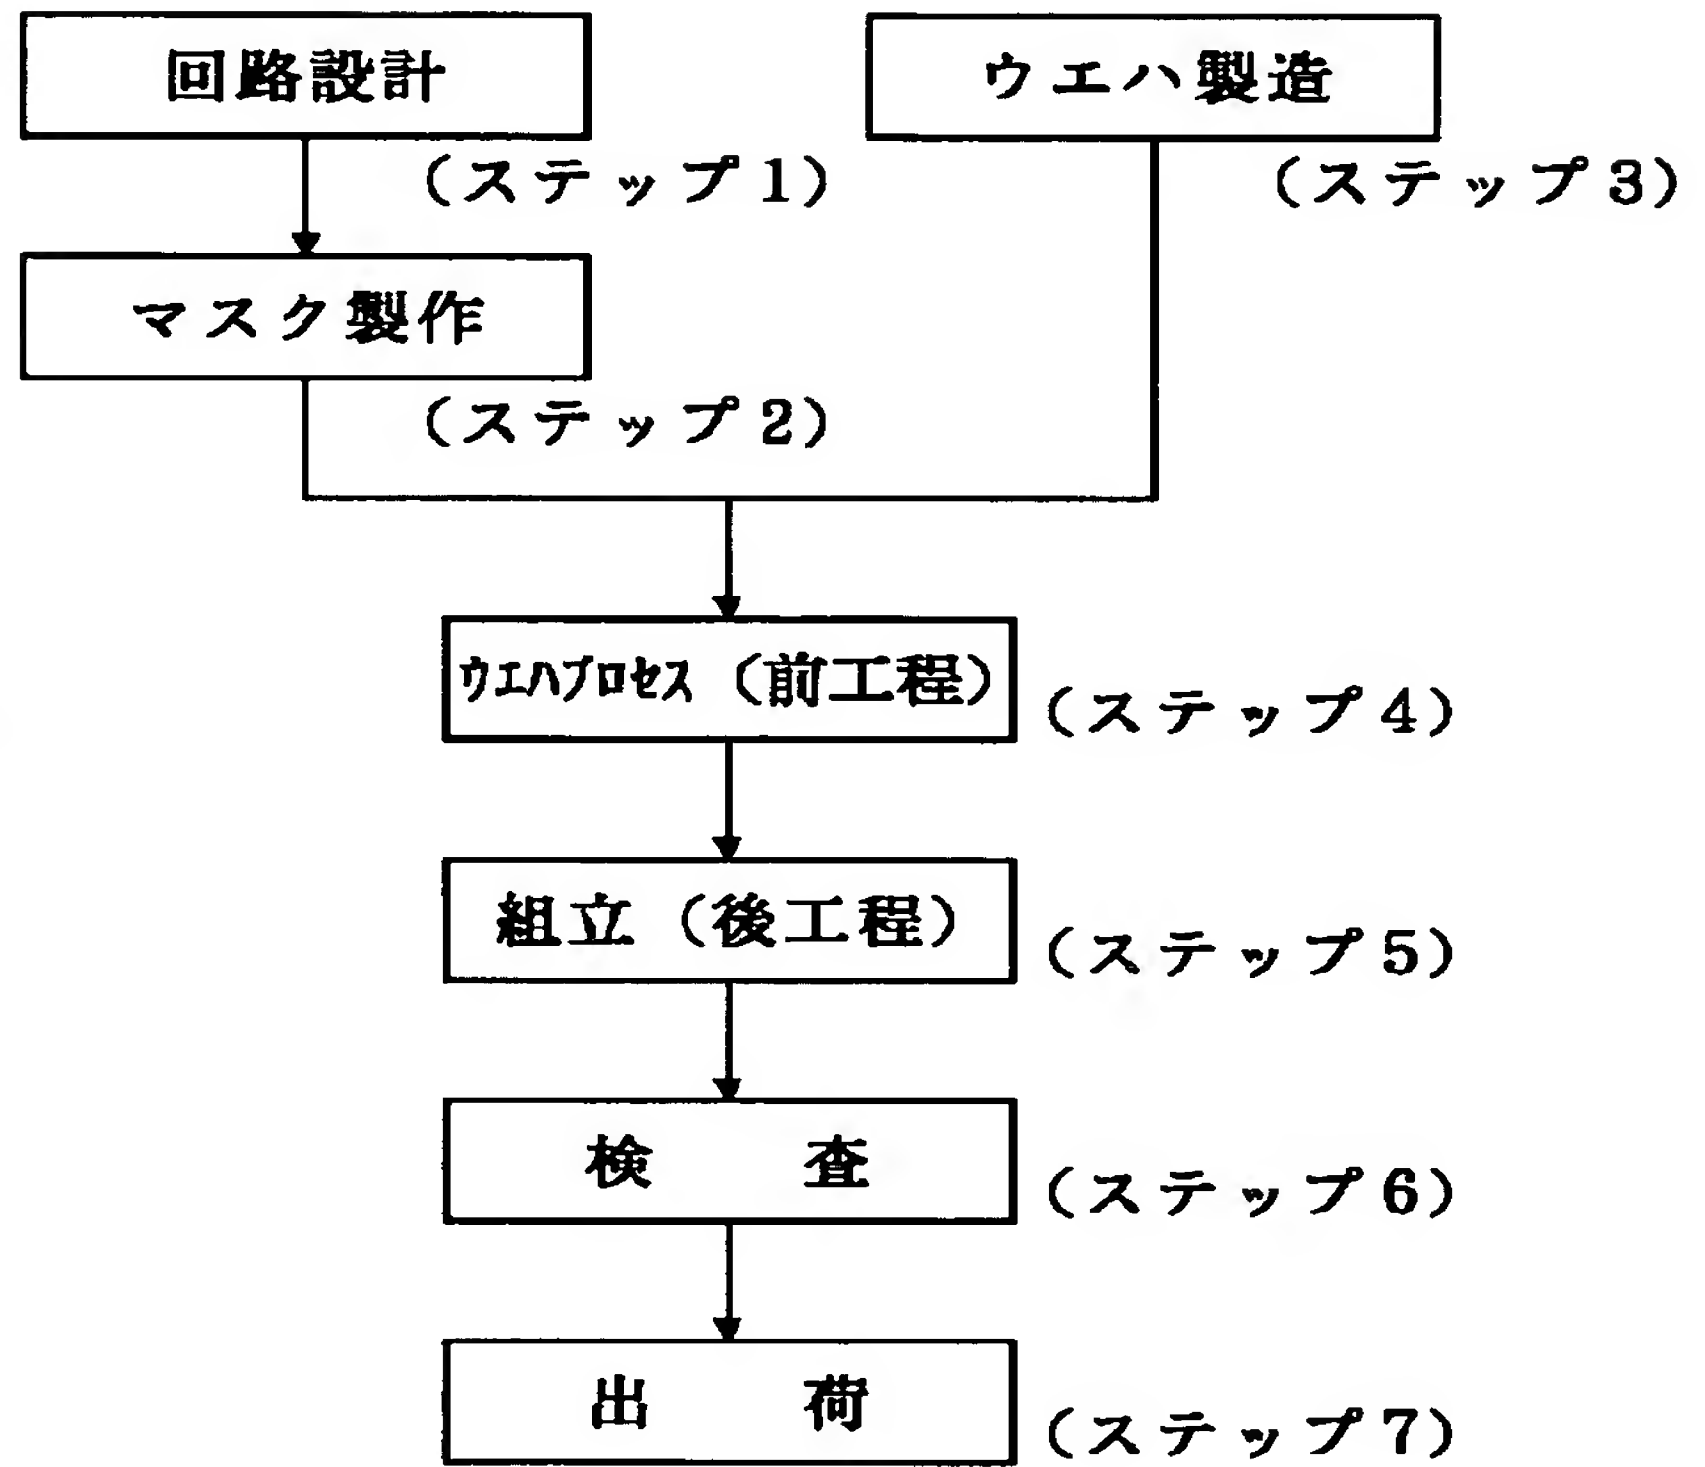 回路設計
(ステップ1)
ウエハ製造
(ステップ3)
マスク製作
(ステップ2)
ウエハプロセス(前工程)
(ステップ4)
組立(後工程)
(ステップ5)
検 査
(ステップ6)
出 荷
(ステップ7)